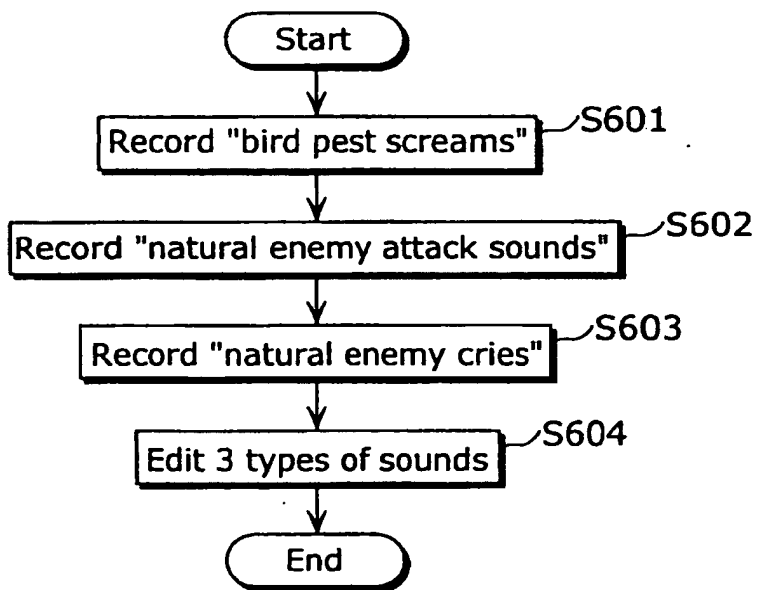 Start
Record "bird pest screams"
S601
Record "natural enemy attack sounds"
S602
Record "natural enemy cries"
S603
Edit 3 types of sounds
S604
End